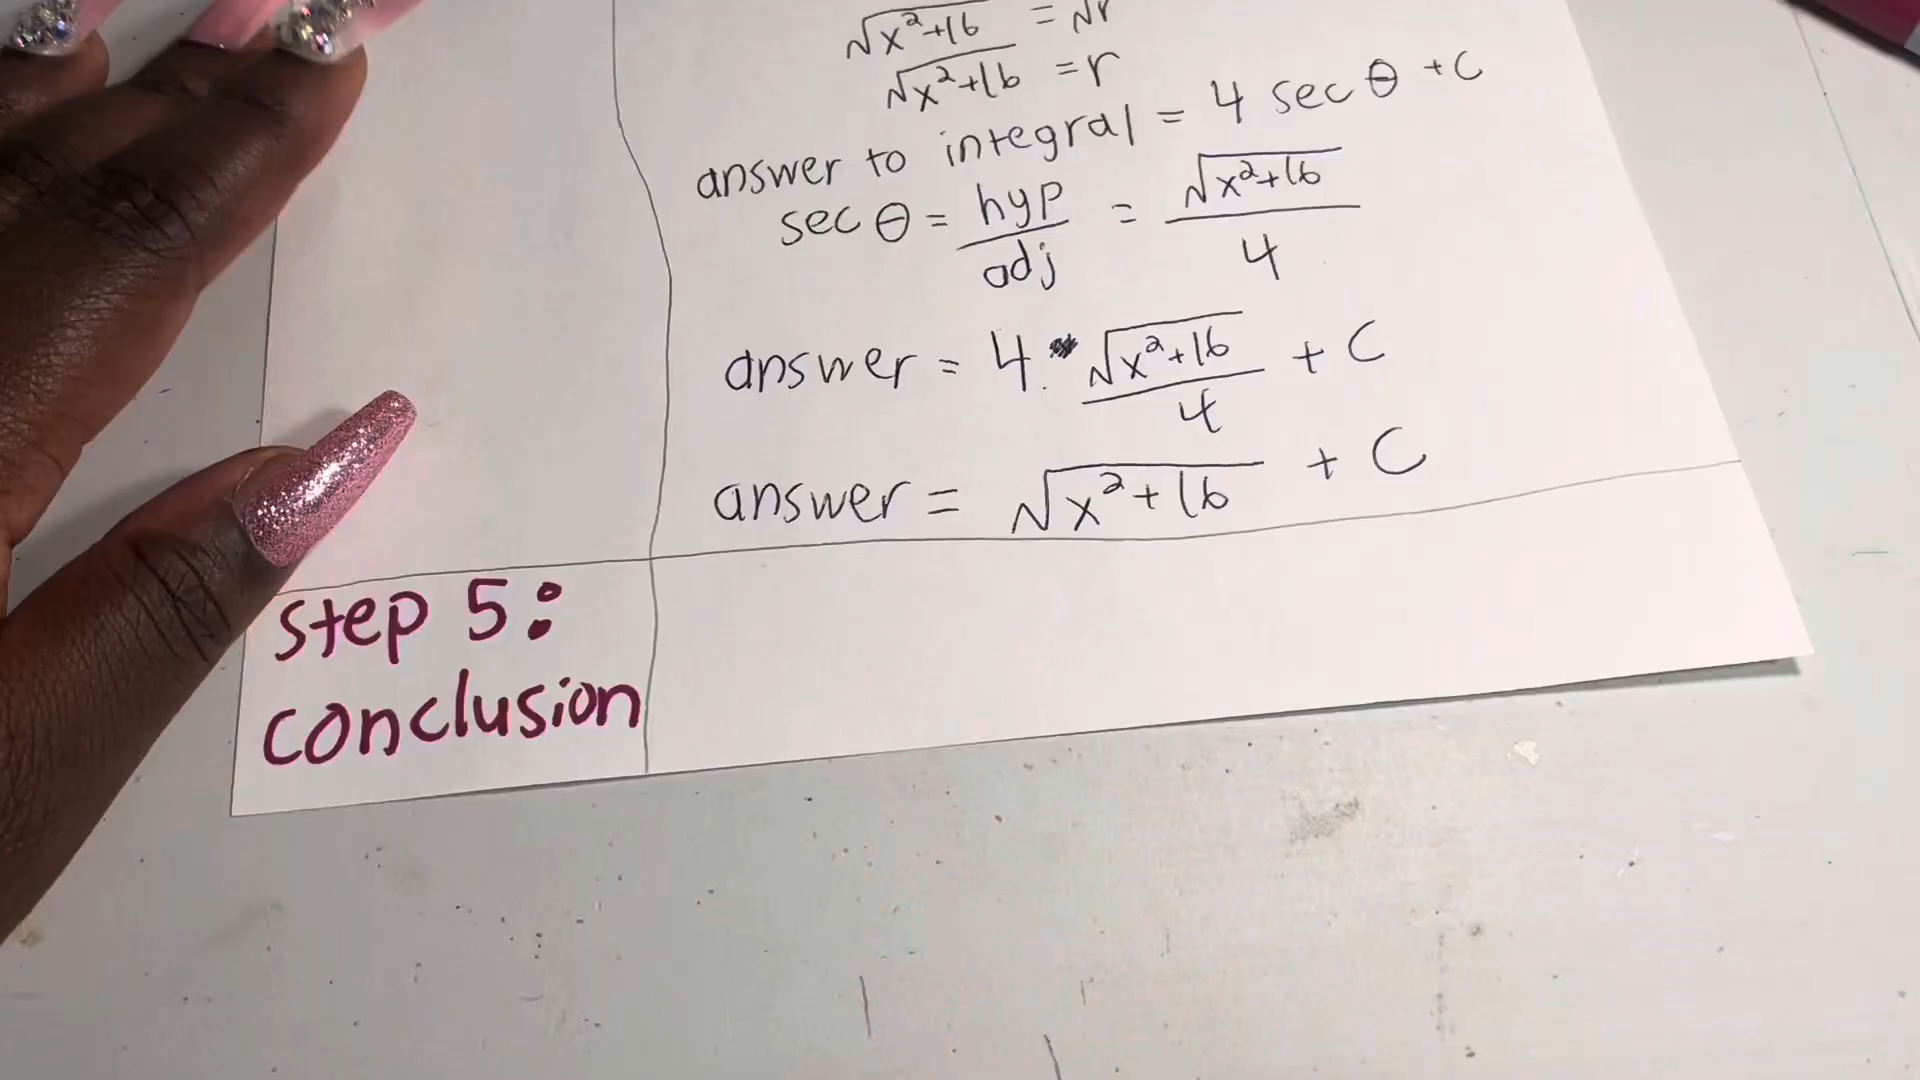 √x²+16 = √r
√x²+16 = r
answer to integral = 4 sec θ + C
sec θ = hyp/adj = √x²+16/4
answer = 4 · √x²+16/4 + C
answer = √x²+16 + C
step 5:
conclusion